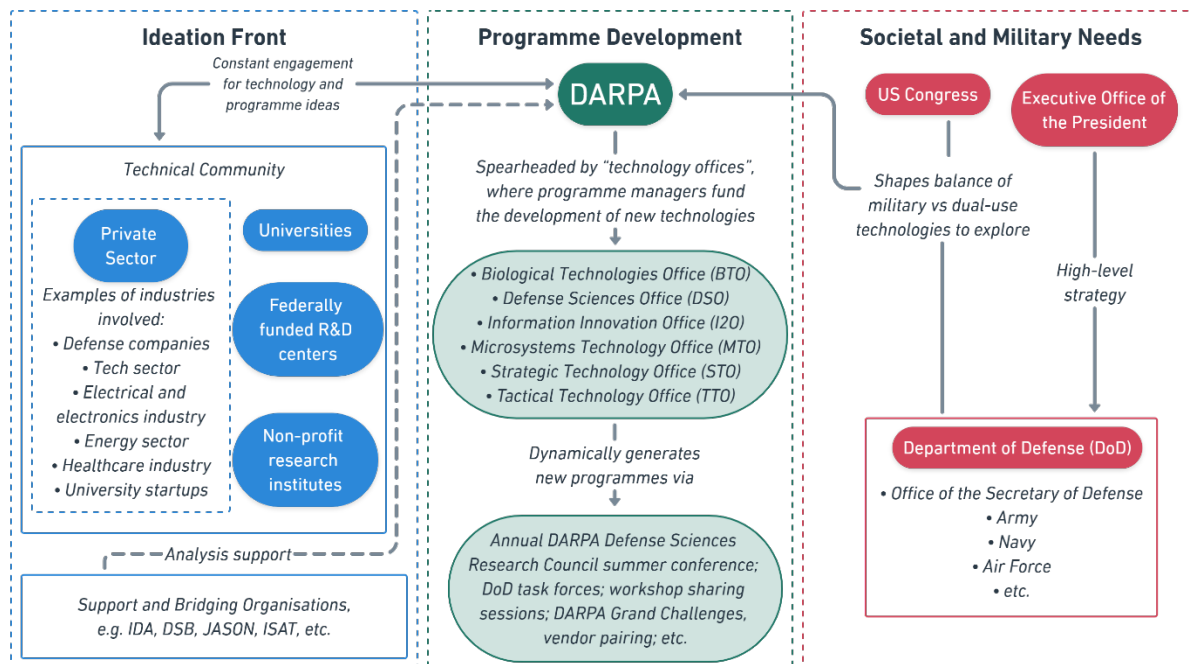 Ideation Front
Constant engagement
for technology and
programme ideas
Technical Community
Private
Sector
Examples of industries
involved:
• Defense companies
• Tech sector
• Electrical and
electronics industry
• Energy sector
• Healthcare industry
• University startups
Universities
Federally
funded R&D
centers
Non-profit
research
institutes
Analysis support
Support and Bridging Organisations,
e.g. IDA, DSB, JASON, ISAT, etc.
Programme Development
DARPA
Spearheaded by “technology offices”,
where programme managers fund
the development of new technologies
• Biological Technologies Office (BTO)
• Defense Sciences Office (DSO)
• Information Innovation Office (I2O)
• Microsystems Technology Office (MTO)
• Strategic Technology Office (STO)
• Tactical Technology Office (TTO)
Dynamically generates
new programmes via
Annual DARPA Defense Sciences
Research Council summer conference;
DoD task forces; workshop sharing
sessions; DARPA Grand Challenges,
vendor pairing; etc.
Societal and Military Needs
US Congress
Executive Office of
the President
Shapes balance of
military vs dual-use
technologies to explore
High-level
strategy
Department of Defense (DoD)
• Office of the Secretary of Defense
• Army
• Navy
• Air Force
• etc.